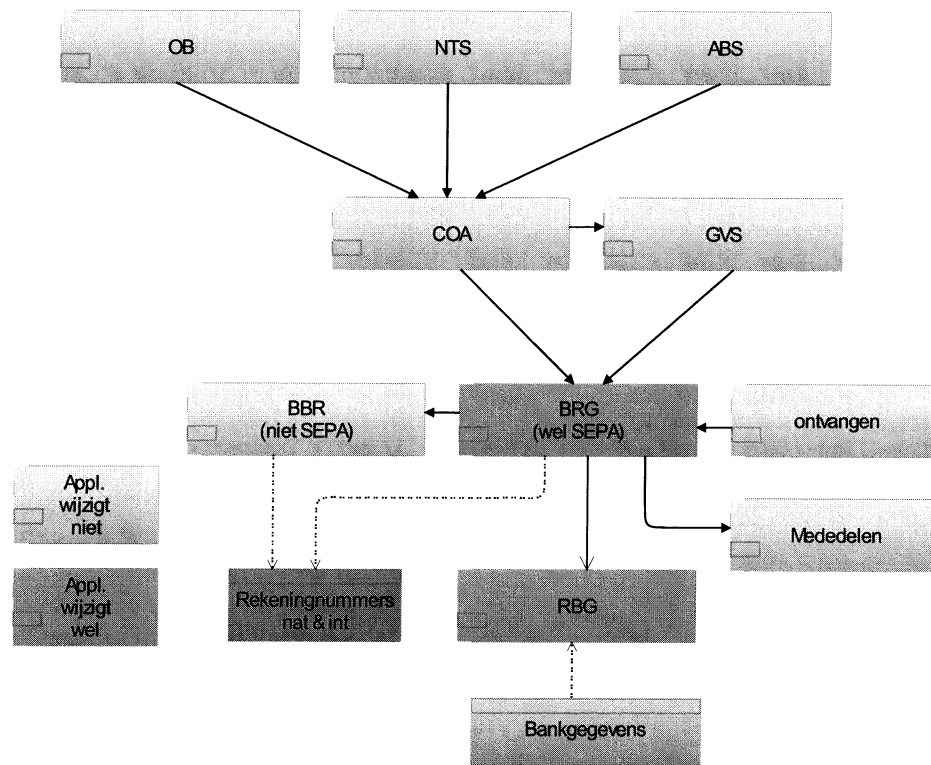 OB
NTS
ABS
COA
GVS
BBR
(niet SEPA)
BRG
(wel SEPA)
ontvangen
Appl.
wijzigt
niet
Mededelen
Appl.
wijzigt
wel
Rekeningnummers
nat & int
RBG
Bankgegevens